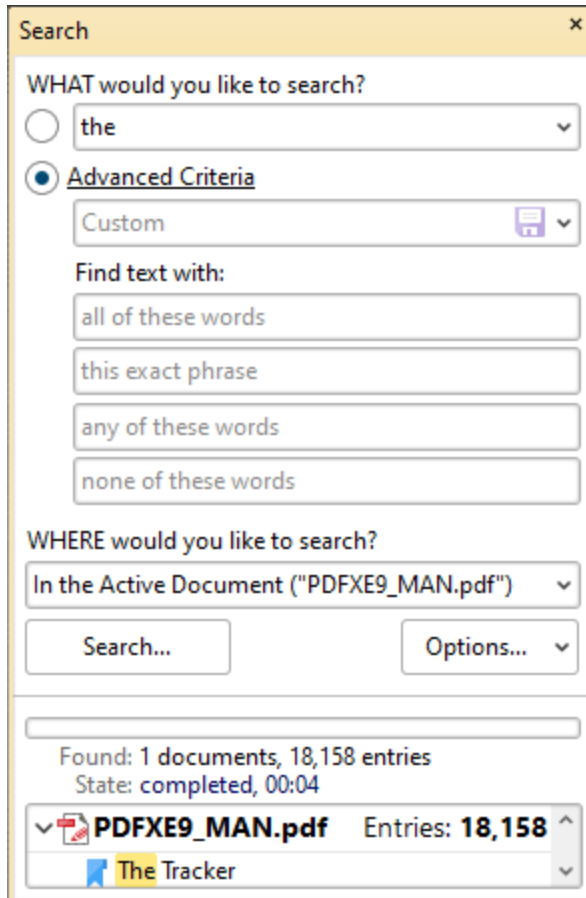 Search
WHAT would you like to search?
the
Advanced Criteria
Custom
Find text with:
all of these words
this exact phrase
any of these words
none of these words
WHERE would you like to search?
In the Active Document ("PDFXE9_MAN.pdf")
Search... Options...
Found: 1 documents, 18,158 entries
State: completed, 00:04
PDFXE9_MAN.pdf Entries: 18,158
The Tracker